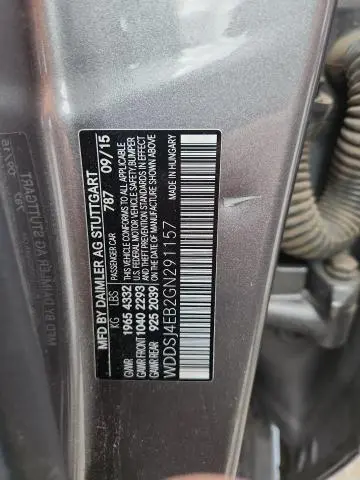 MFD BY DAIMLER AG STUTTGART
PASSENGER CAR 787 09/15
KG LBS
GAWR 1965 4332
GAWR FRONT 1040 2293
GAWR 925 2039
THIS VEHICLE CONFORMS TO ALL APPLICABLE
U.S. FEDERAL MOTOR VEHICLE SAFETY, BUMPER
AND THEFT PREVENTION STANDARDS IN EFFECT
ON THE DATE OF MANUFACTURE SHOWN ABOVE
WDDSJ4EB2GN291157
MADE IN HUNGARY